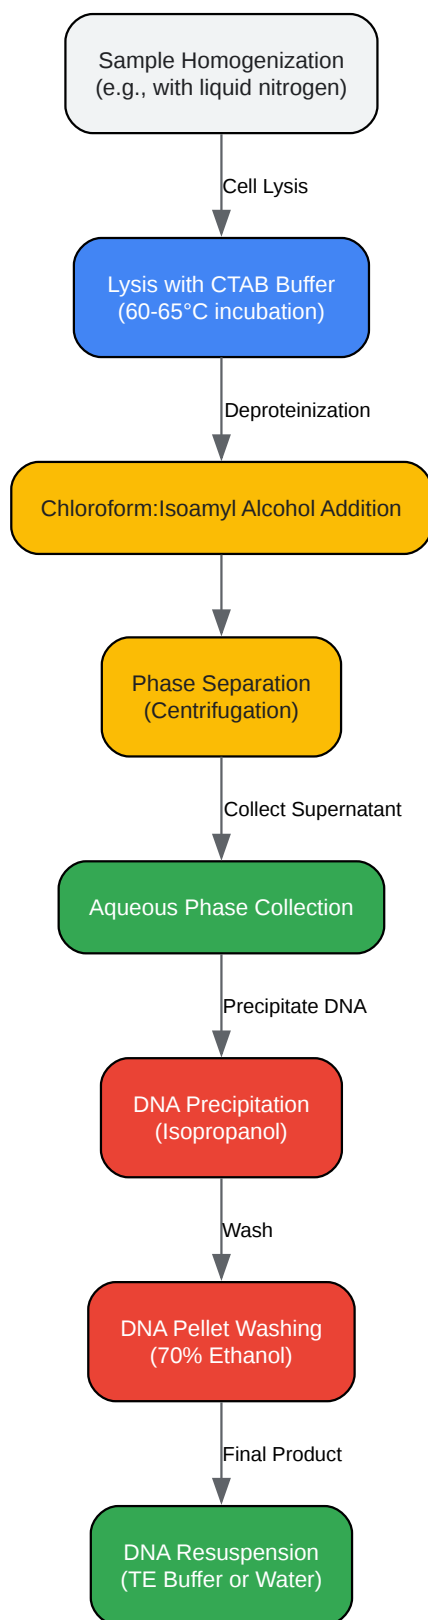 Sample Homogenization
(e.g., with liquid nitrogen)
Cell Lysis
Lysis with CTAB Buffer
(60-65°C incubation)
Deproteinization
Chloroform:Isoamyl Alcohol Addition
Phase Separation
(Centrifugation)
Collect Supernatant
Aqueous Phase Collection
Precipitate DNA
DNA Precipitation
(Isopropanol)
Wash
DNA Pellet Washing
(70% Ethanol)
Final Product
DNA Resuspension
(TE Buffer or Water)